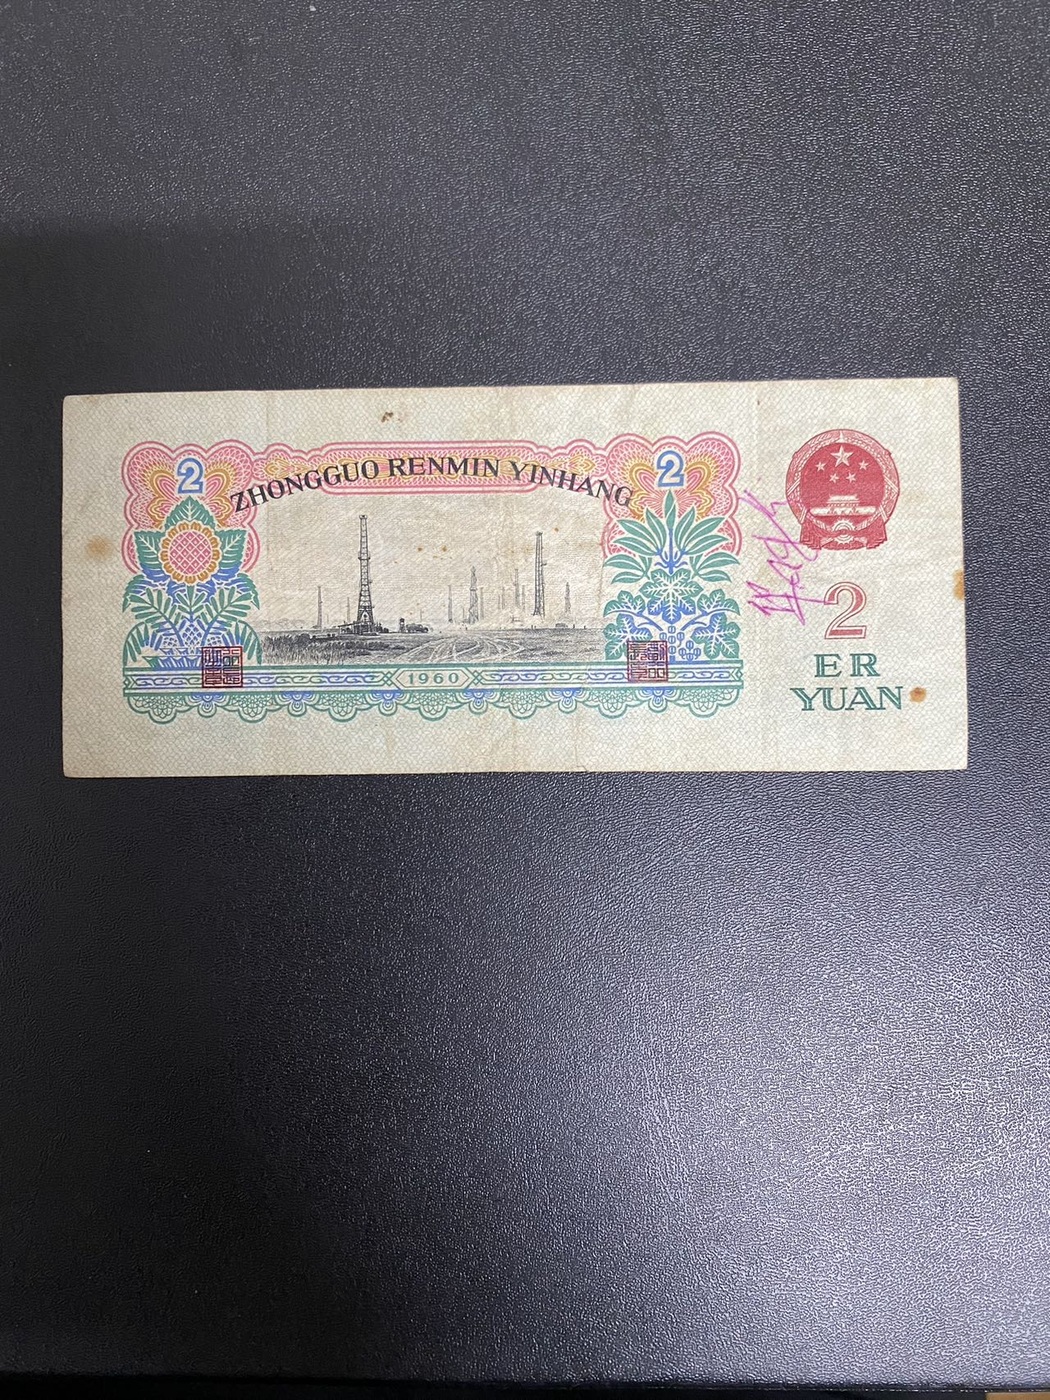 2
ZHONGGUO RENMIN YINHANG
2
1960
2
ER
YUAN